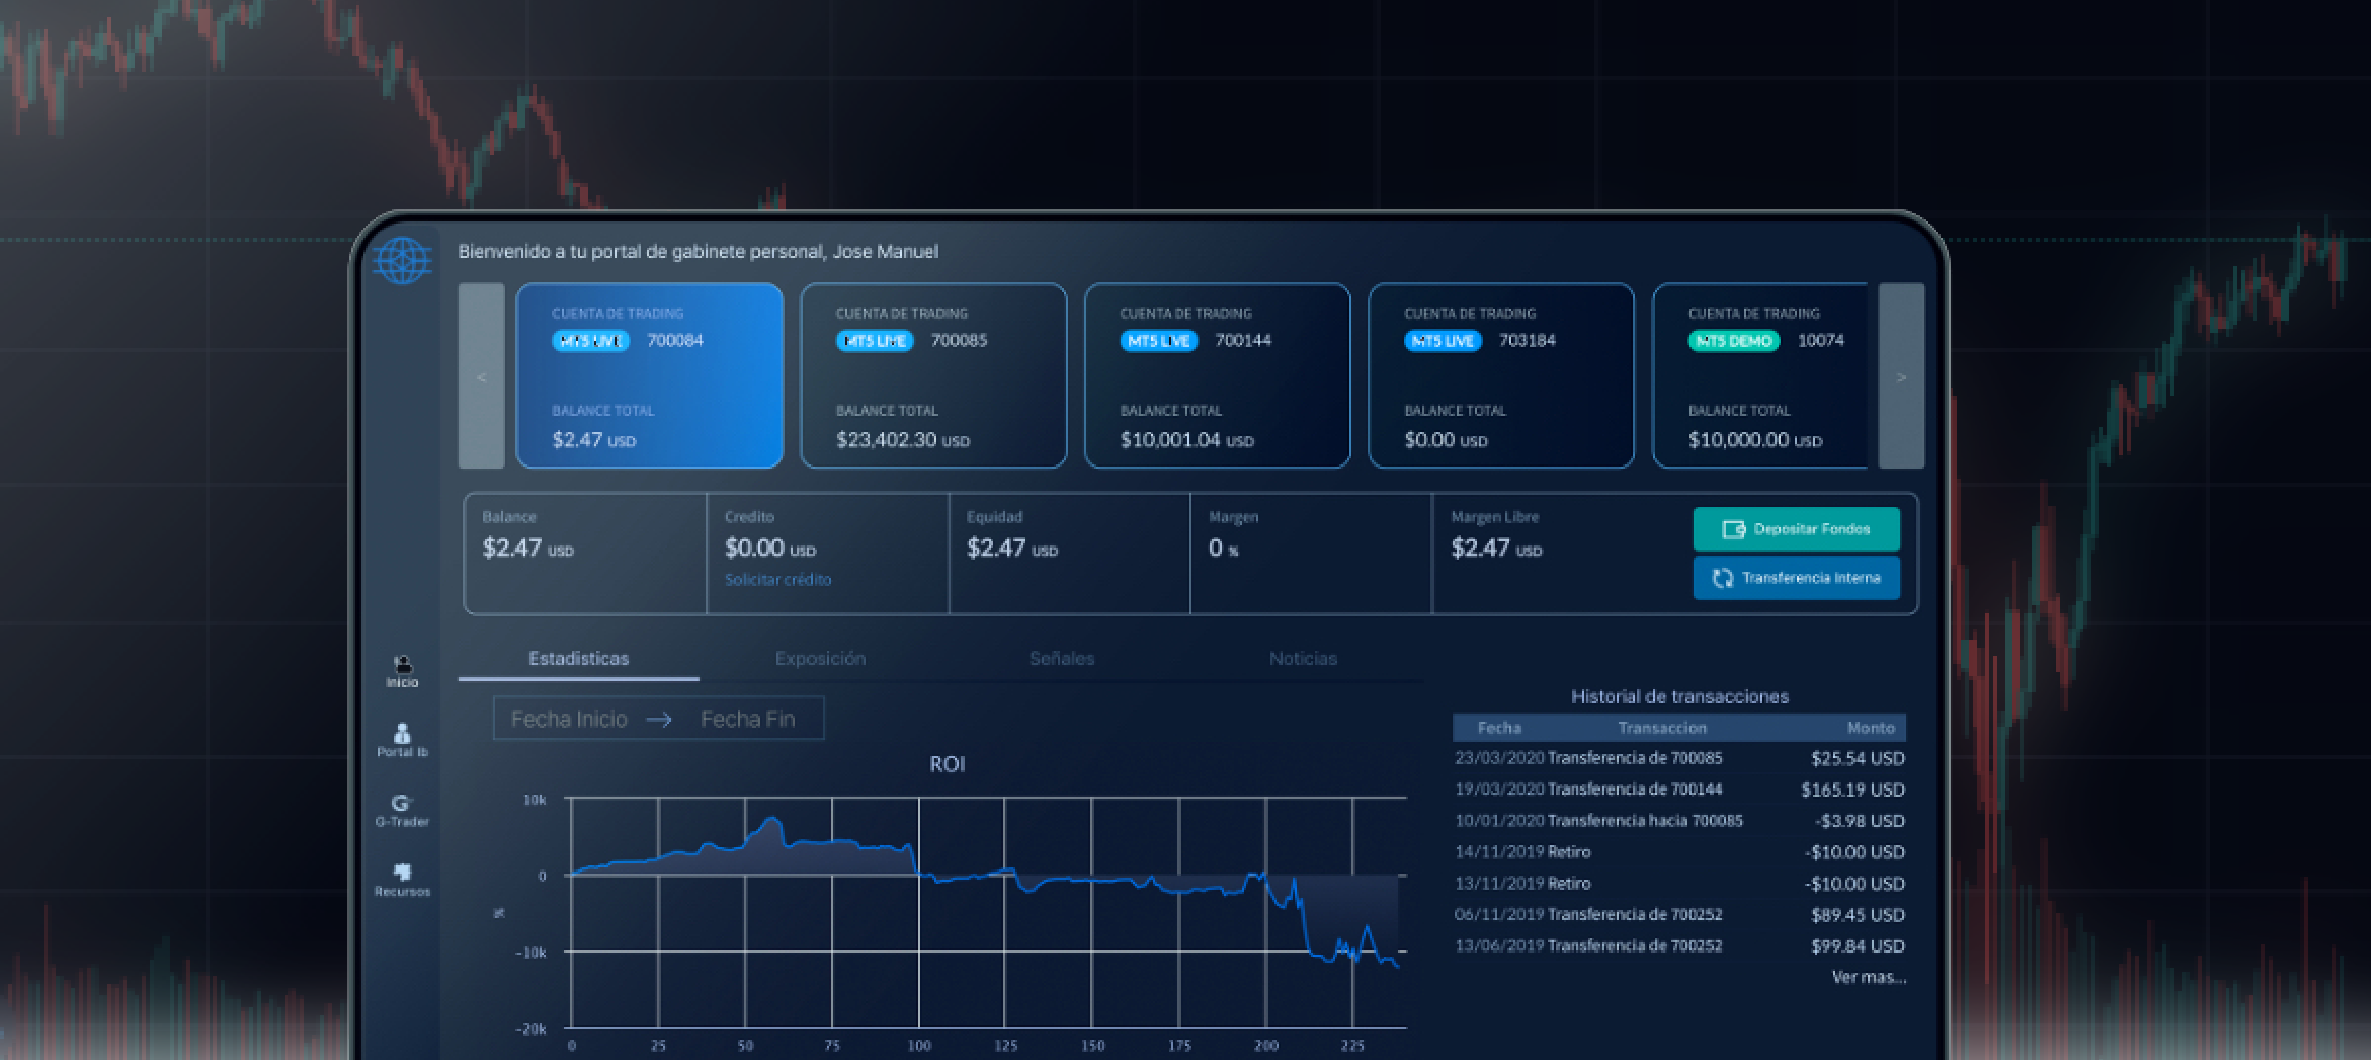 Bienvenido a tu portal de gabinete personal, Jose Manuel
<
CUENTA DE TRADING
MT5 LIVE 700084
BALANCE TOTAL
$2.47 USD
CUENTA DE TRADING
MT5 LIVE 700085
BALANCE TOTAL
$23,402.30 USD
CUENTA DE TRADING
MT5 LIVE 700144
BALANCE TOTAL
$10,001.04 USD
CUENTA DE TRADING
MT5 LIVE 703184
BALANCE TOTAL
$0.00 USD
CUENTA DE TRADING
MT5 DEMO 10074
BALANCE TOTAL
$10,000.00 USD
>
Balance
$2.47 USD
Credito
$0.00 USD
Solicitar crédito
Equidad
$2.47 USD
Margen
0 %
Margen Libre
$2.47 USD
Depositar Fondos
Transferencia Interna
Inicio
Portal Ib
G-Trader
Recursos
Estadisticas Exposición Señales Noticias
Fecha Inicio → Fecha Fin
ROI
10k
0
-10k
-20k
%
0 25 50 75 100 125 150 175 200 225
Historial de transacciones
Fecha Transaccion Monto
23/03/2020 Transferencia de 700085 $25.54 USD
19/03/2020 Transferencia de 700144 $165.19 USD
10/01/2020 Transferencia hacia 700085 -$3.98 USD
14/11/2019 Retiro -$10.00 USD
13/11/2019 Retiro -$10.00 USD
06/11/2019 Transferencia de 700252 $89.45 USD
13/06/2019 Transferencia de 700252 $99.84 USD
Ver mas...